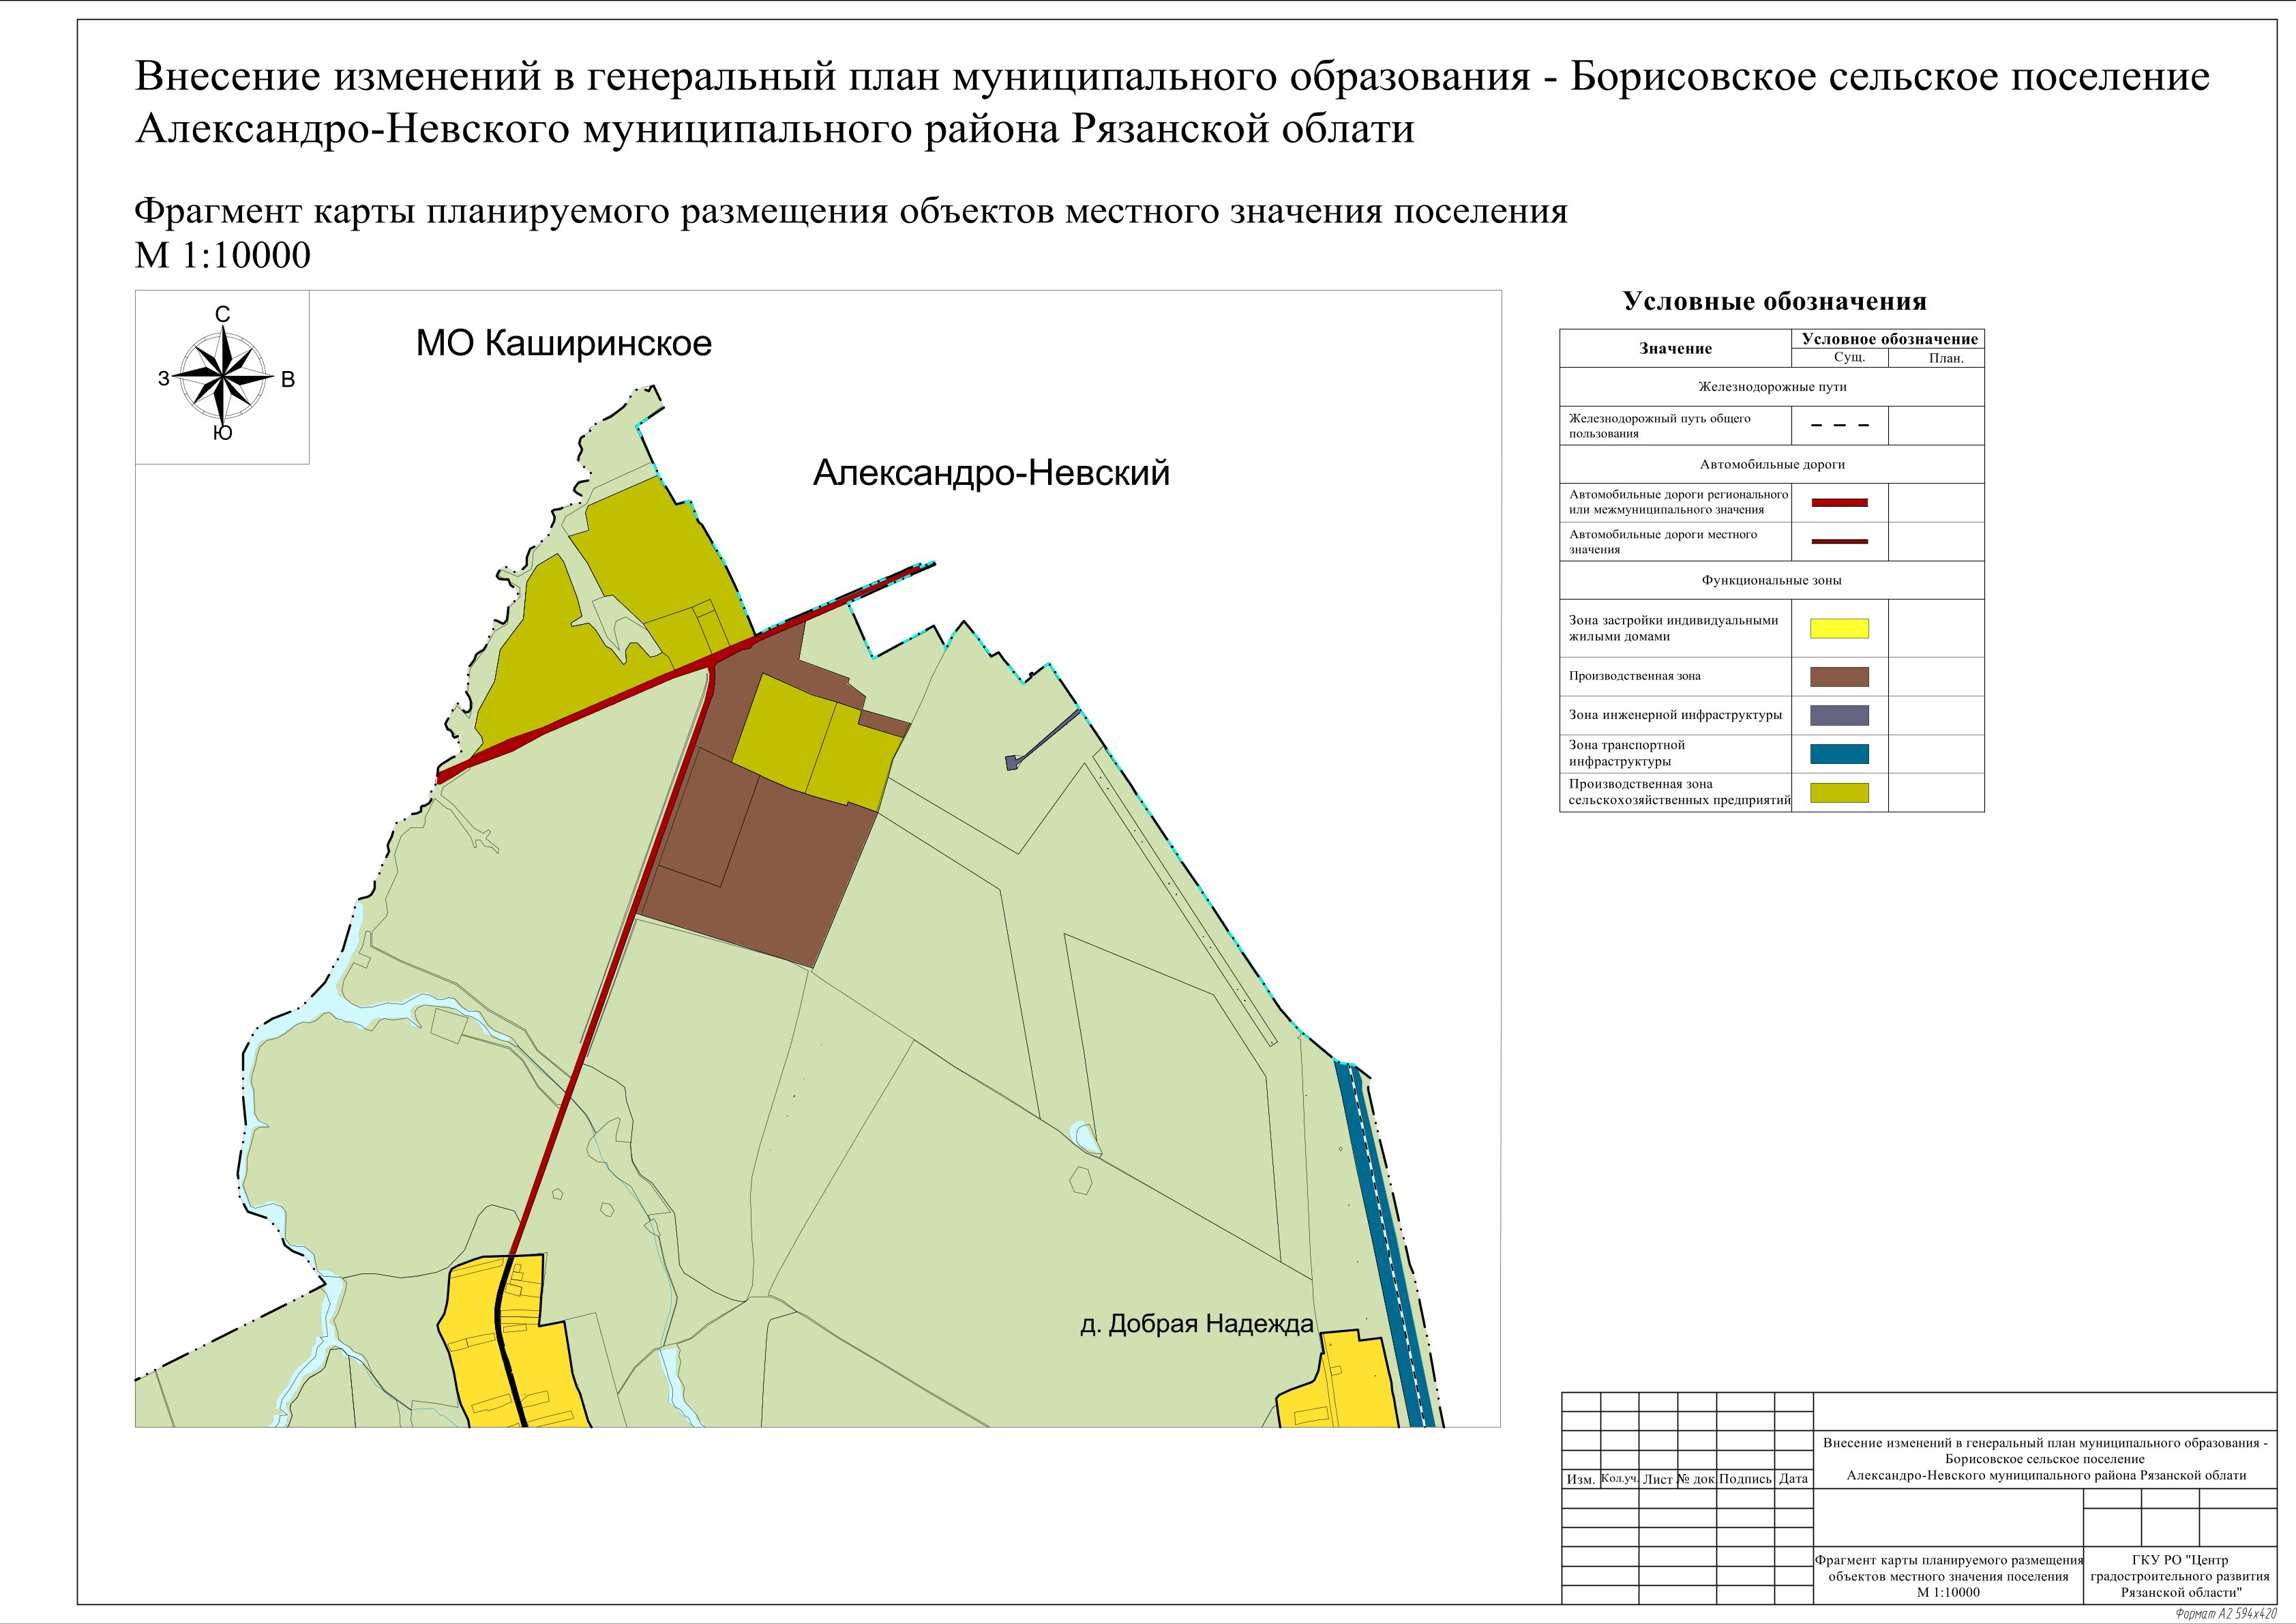 Внесение изменений в генеральный план муниципального образования - Борисовское сельское поселение
Александро-Невского муниципального района Рязанской облати
Фрагмент карты планируемого размещения объектов местного значения поселения
М 1:10000
С
З
В
Ю
МО Каширинское
Александро-Невский
д. Добрая Надежда
Условные обозначения
Значение
Условное обозначение
Сущ.
План.
Железнодорожные пути
Железнодорожный путь общего
пользования
Автомобильные дороги
Автомобильные дороги регионального
или межмуниципального значения
Автомобильные дороги местного
значения
Функциональные зоны
Зона застройки индивидуальными
жилыми домами
Производственная зона
Зона инженерной инфраструктуры
Зона транспортной
инфраструктуры
Производственная зона
сельскохозяйственных предприятий
Внесение изменений в генеральный план муниципального образования -
Борисовское сельское поселение
Александро-Невского муниципального района Рязанской облати
Изм. Кол.уч. Лист № док. Подпись Дата
Фрагмент карты планируемого размещения
объектов местного значения поселения
М 1:10000
ГКУ РО "Центр
градостроительного развития
Рязанской области"
Формат А2 594x420